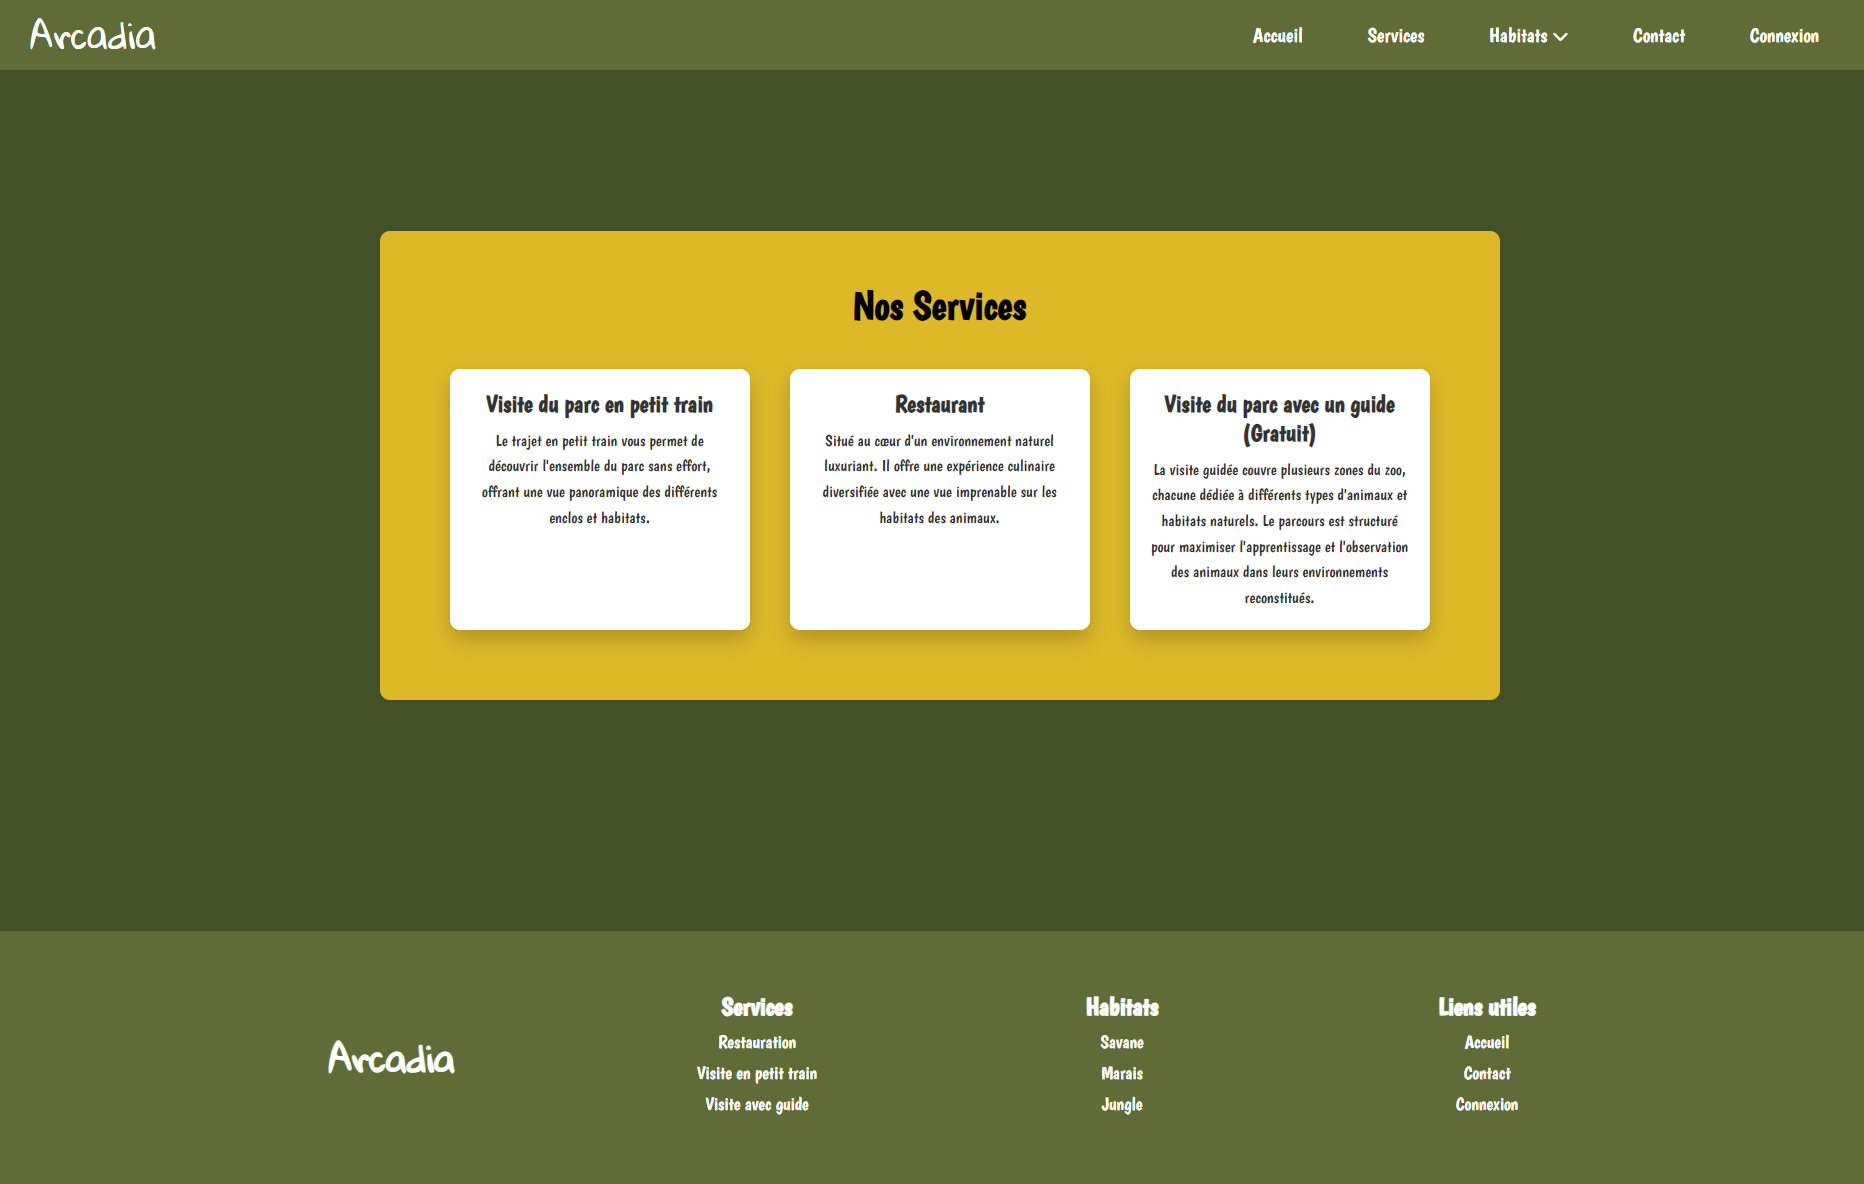 Arcadia
Accueil
Services
Habitats
Contact
Connexion
Nos Services
Visite du parc en petit train
Le trajet en petit train vous permet de
découvrir l'ensemble du parc sans effort,
offrant une vue panoramique des différents
enclos et habitats.
Restaurant
Situé au cœur d'un environnement naturel
luxuriant. Il offre une expérience culinaire
diversifiée avec une vue imprenable sur les
habitats des animaux.
Visite du parc avec un guide
(Gratuit)
La visite guidée couvre plusieurs zones du zoo,
chacune dédiée à différents types d'animaux et
habitats naturels. Le parcours est structuré
pour maximiser l'apprentissage et l'observation
des animaux dans leurs environnements
reconstitués.
Arcadia
Services
Restauration
Visite en petit train
Visite avec guide
Habitats
Savane
Marais
Jungle
Liens utiles
Accueil
Contact
Connexion